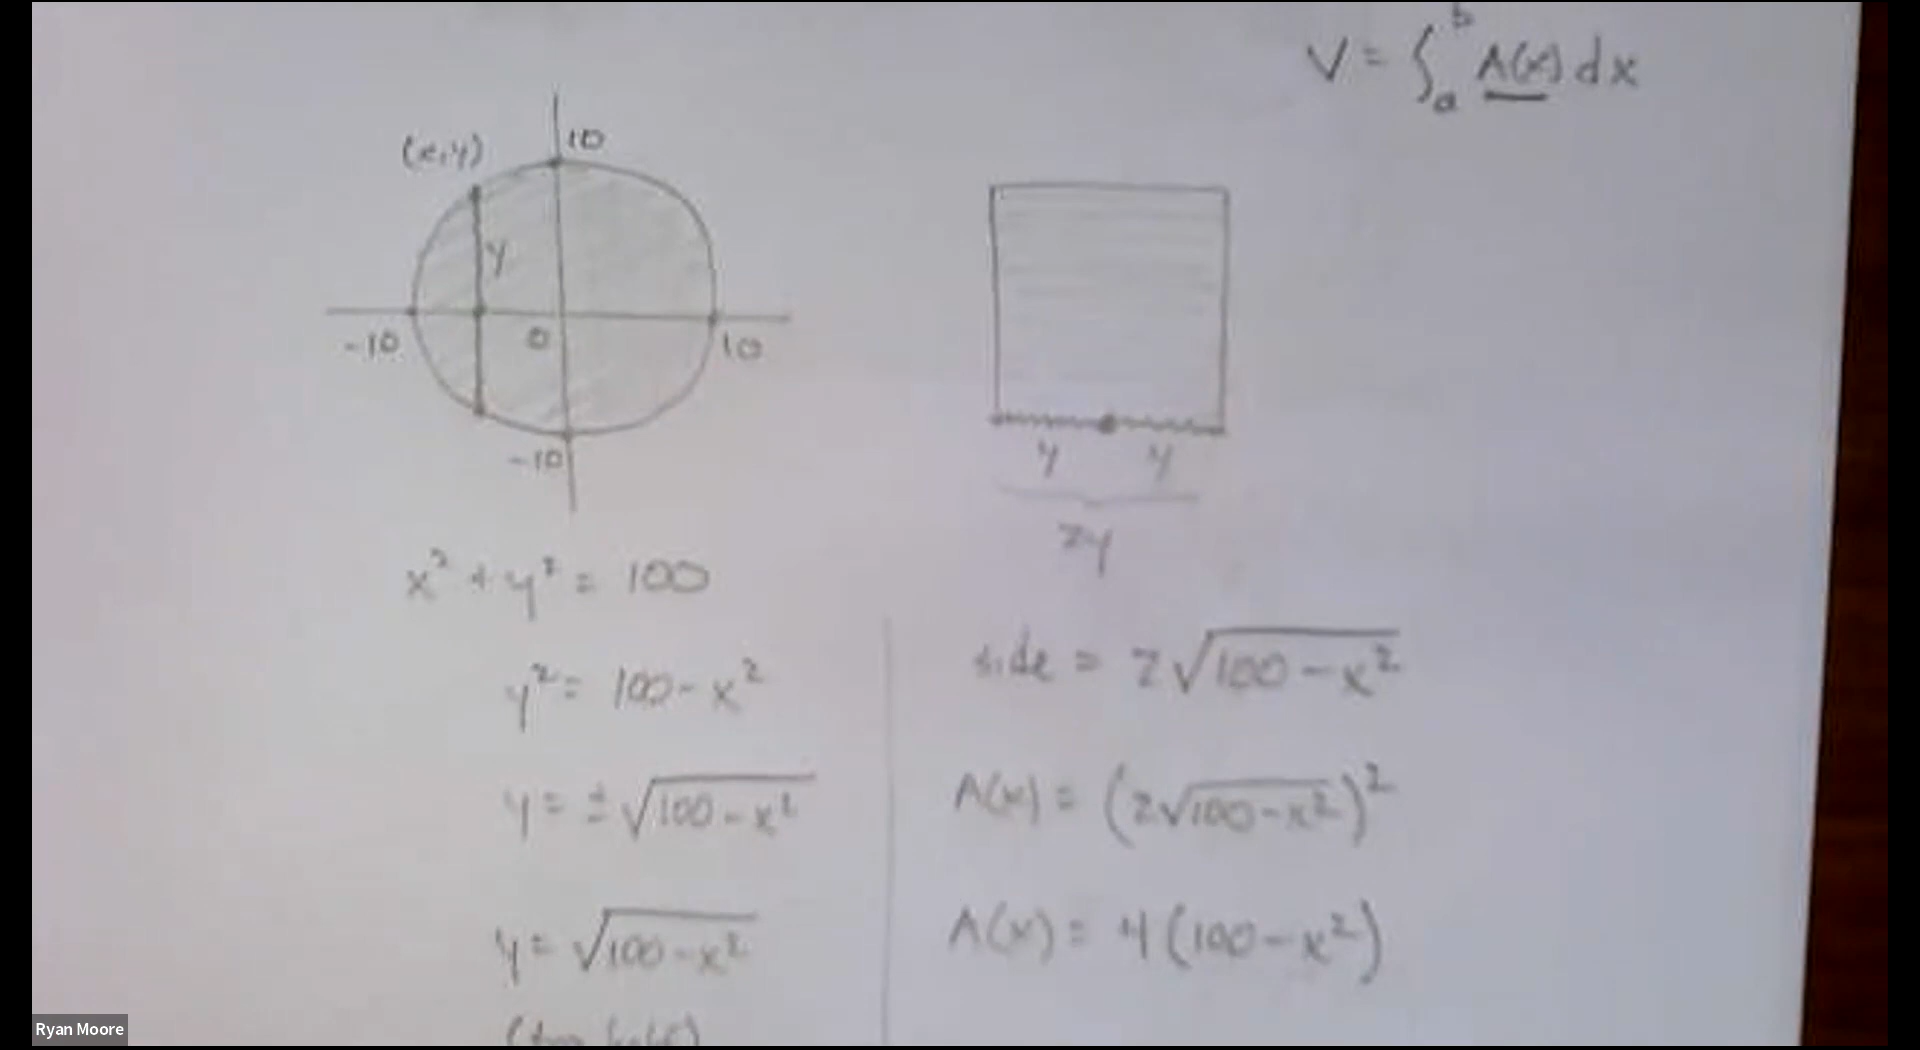 V = ∫ₐᵇ A(x) dx
(x,y)
10
y
-10
0
10
-10
y y
2y
x² + y² = 100
y² = 100 - x²
y = ±√(100 - x²)
y = √(100 - x²)
side = 2√(100 - x²)
A(x) = (2√(100 - x²))²
A(x) = 4(100 - x²)
Ryan Moore